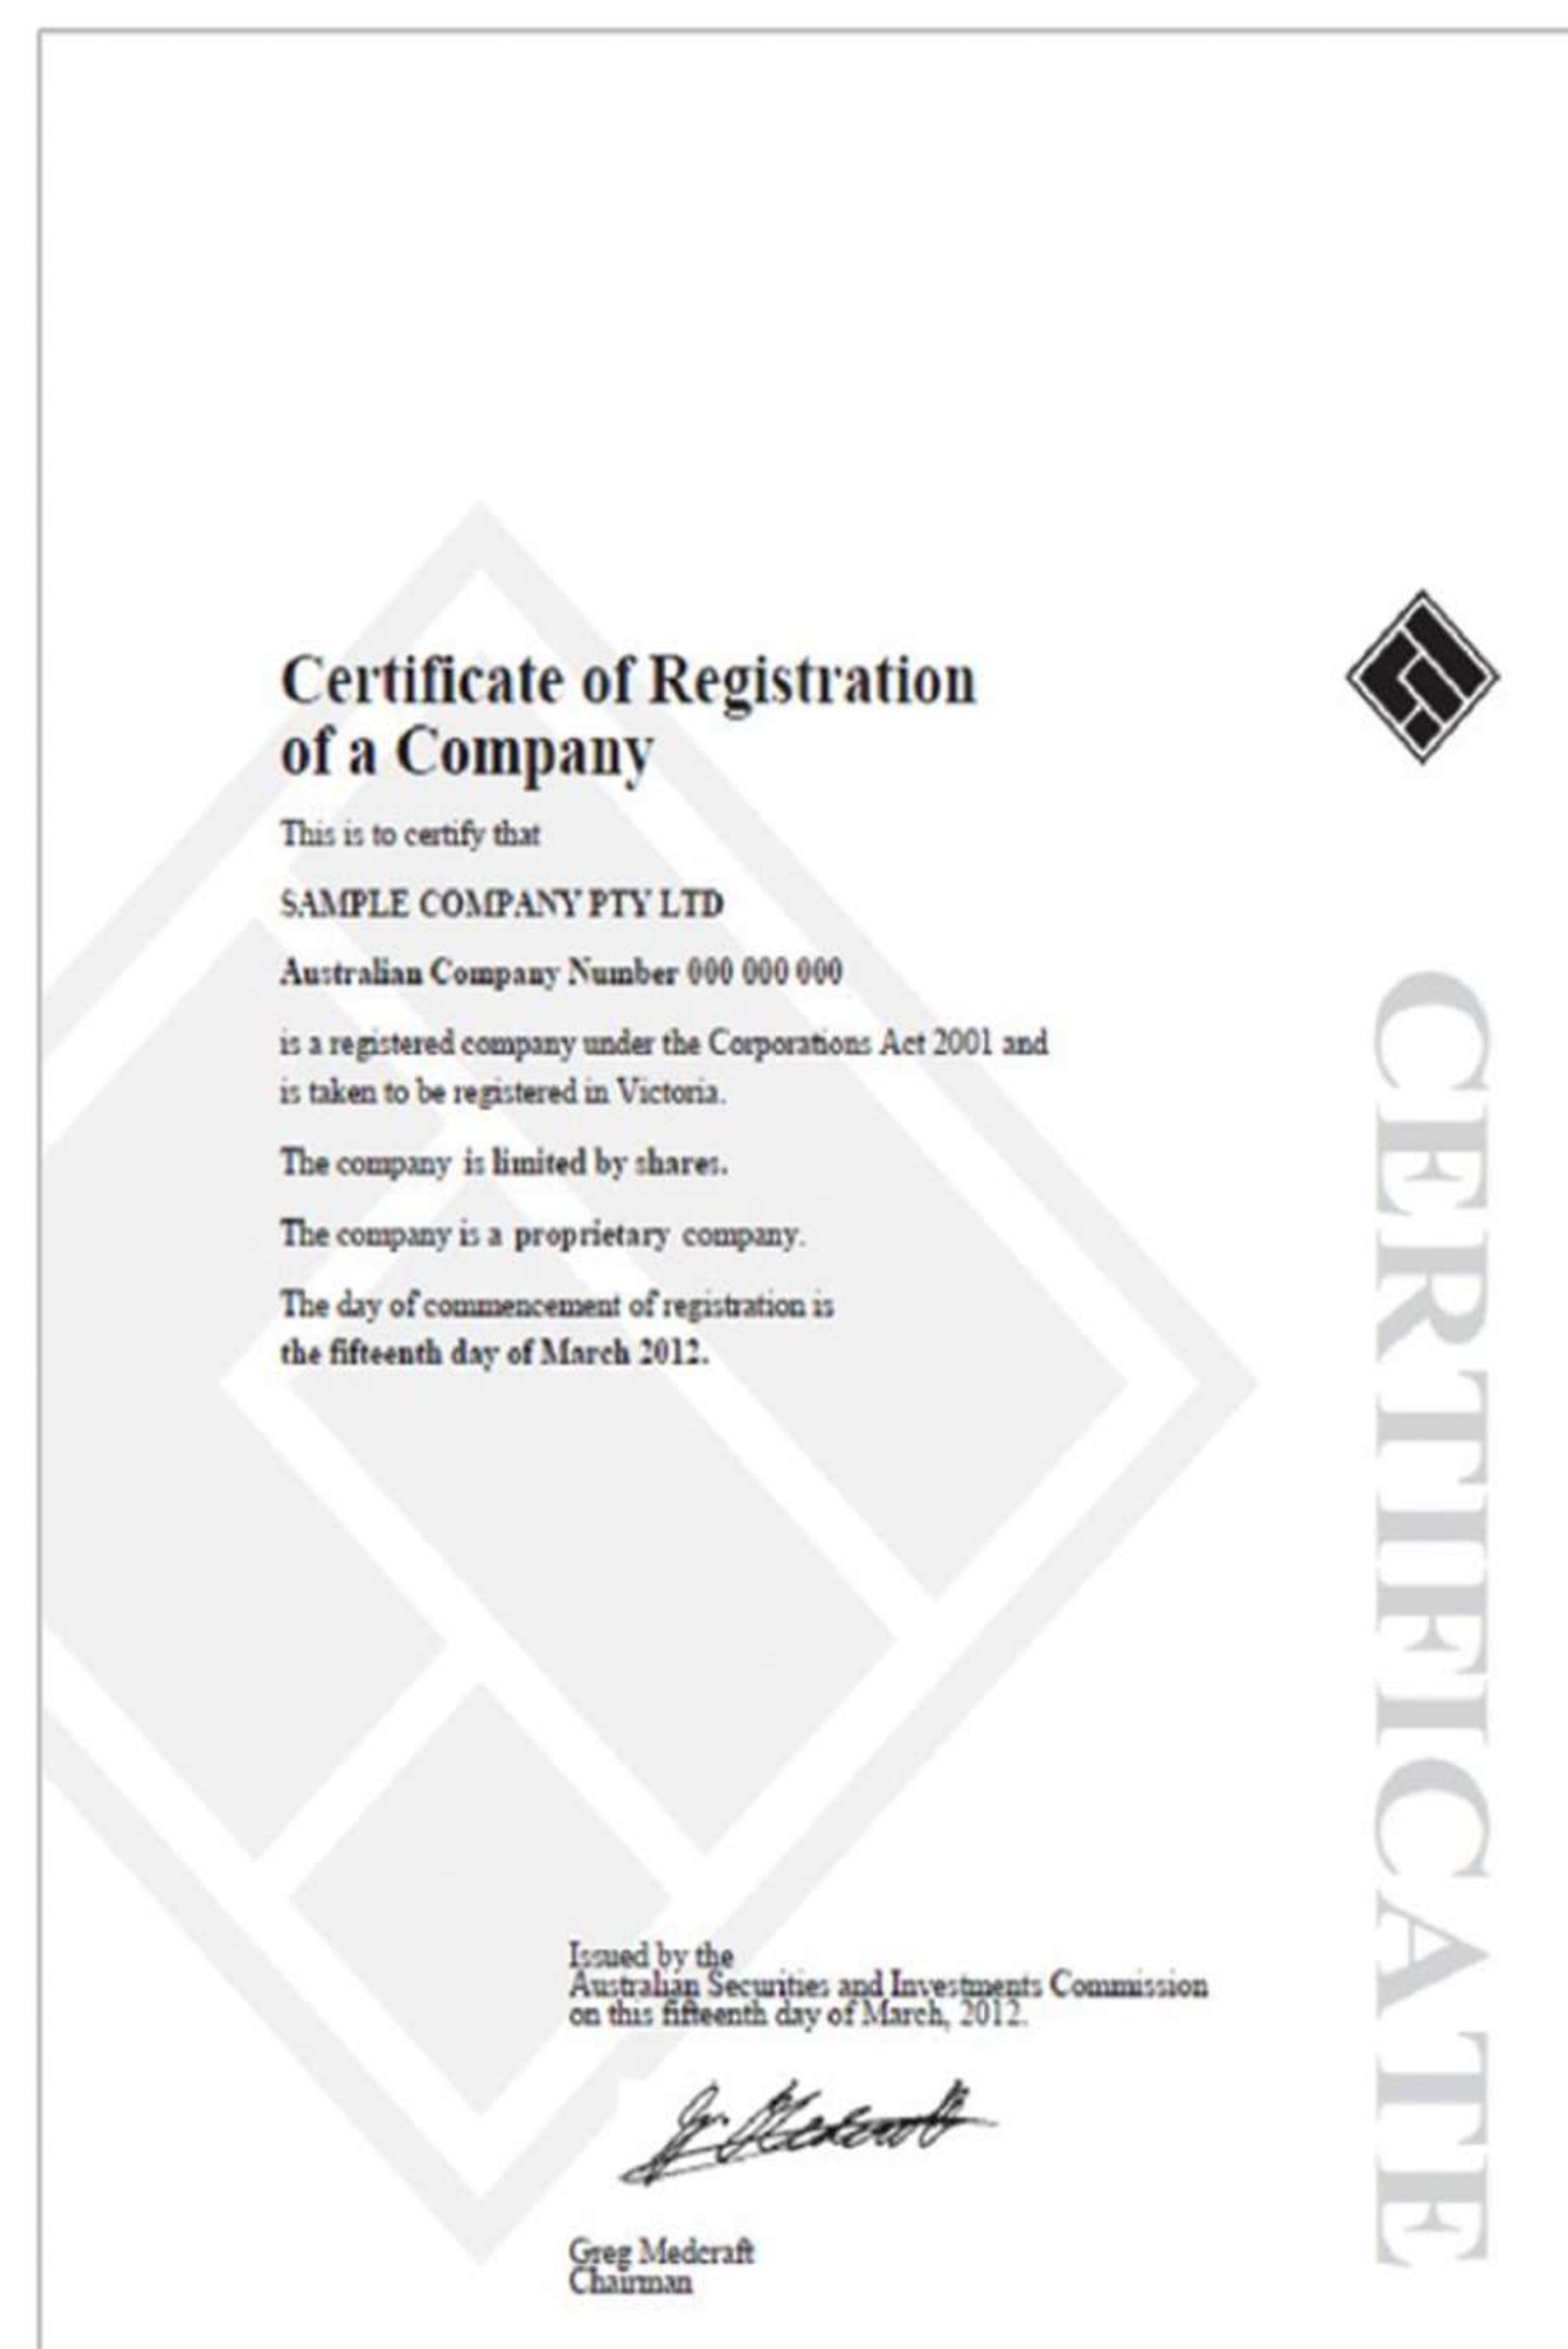 Certificate of Registration
of a Company
This is to certify that
SAMPLE COMPANY PTY LTD
Australian Company Number 000 000 000
is a registered company under the Corporations Act 2001 and
is taken to be registered in Victoria.
The company is limited by shares.
The company is a proprietary company.
The day of commencement of registration is
the fifteenth day of March 2012.
CERTIFICATE
Issued by the
Australian Securities and Investments Commission
on this fifteenth day of March, 2012.
G. Medcraft
Greg Medcraft
Chairman